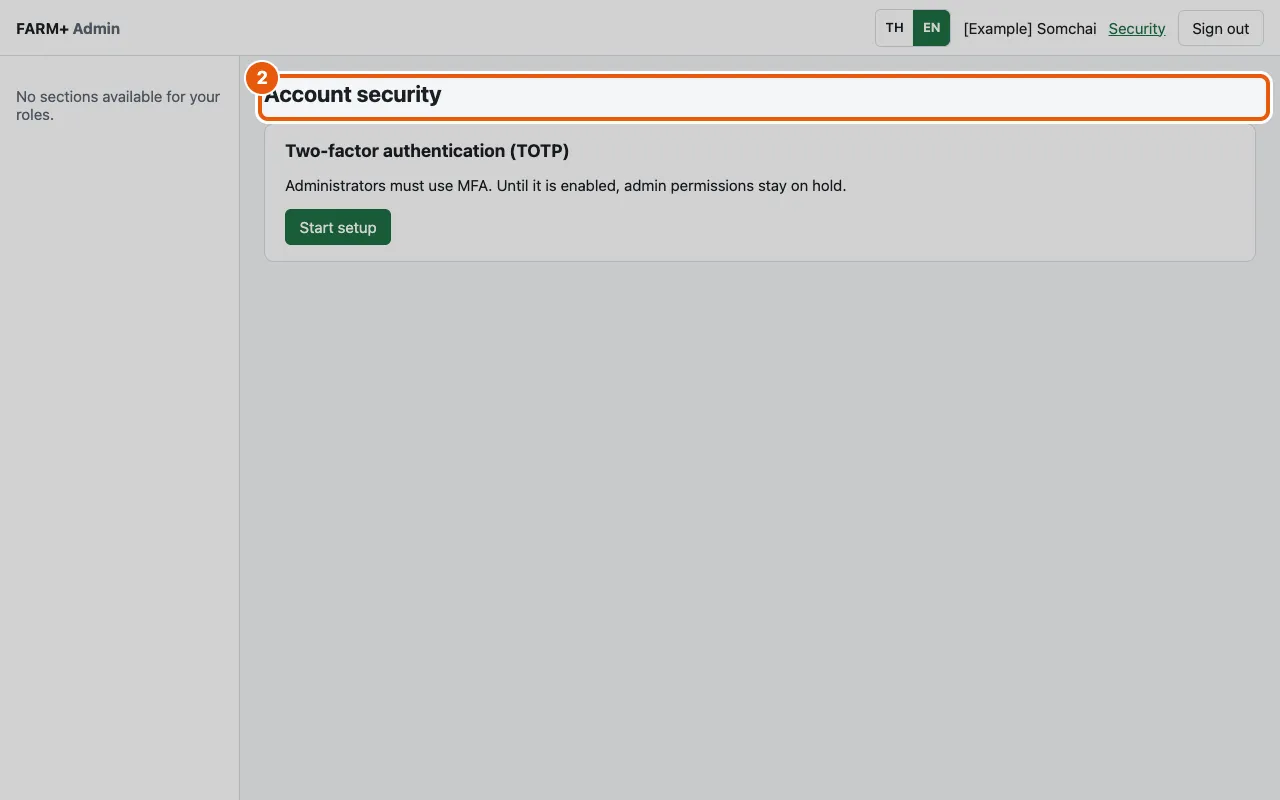 FARM+ Admin
TH
EN
[Example] Somchai
Security
Sign out
No sections available for your
roles.
2
Account security
Two-factor authentication (TOTP)
Administrators must use MFA. Until it is enabled, admin permissions stay on hold.
Start setup